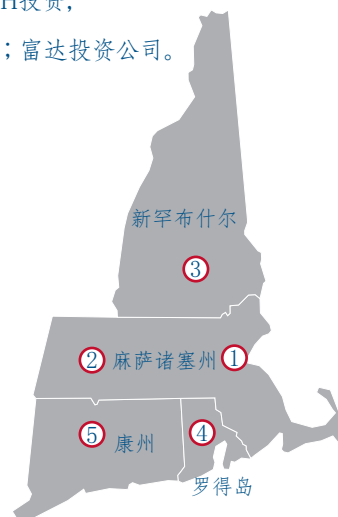 H投资,
；富达投资公司。
新罕布什尔
③
② 麻萨诸塞州 ①
⑤ 康州
④
罗得岛